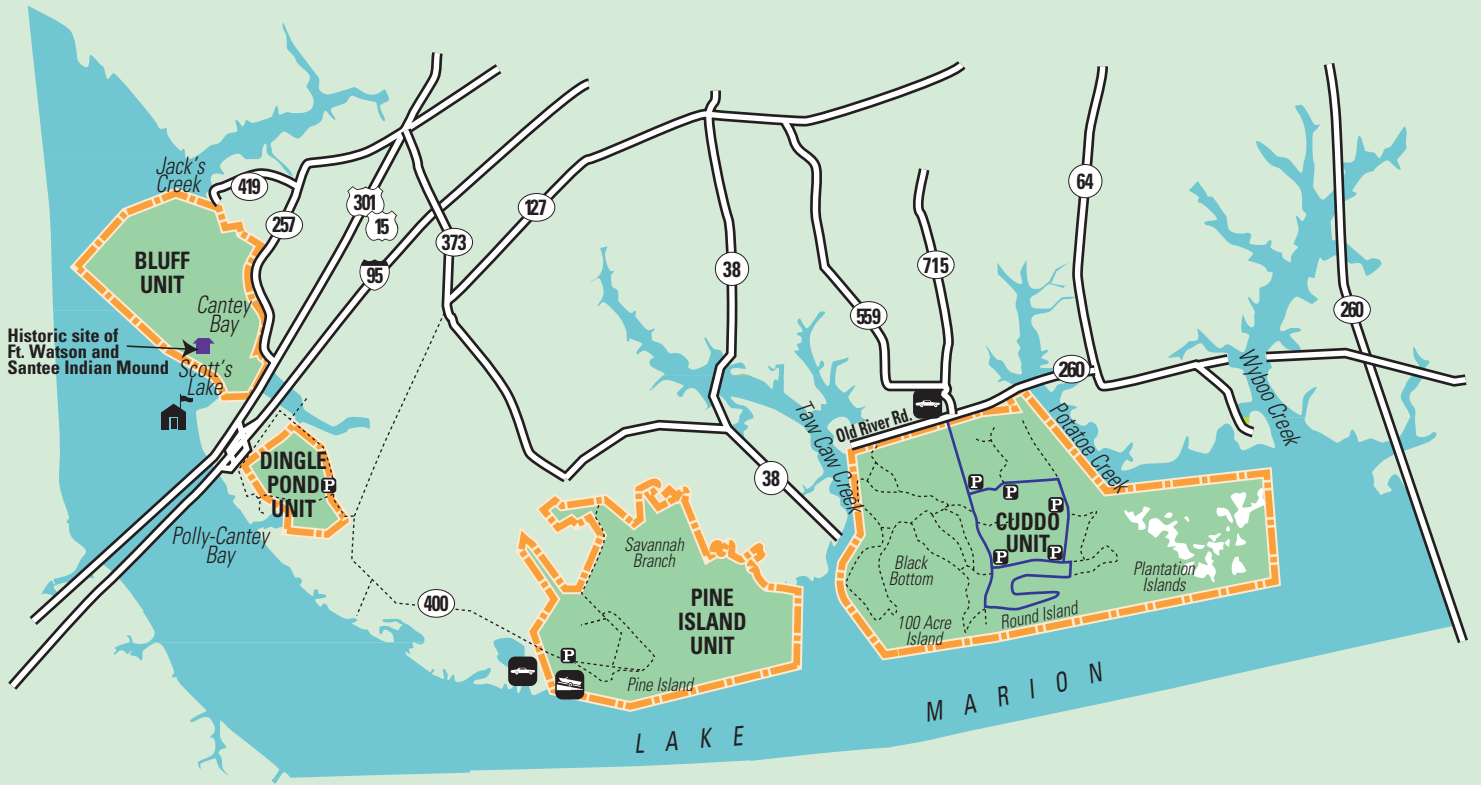 Jack's
Creek
419
257
BLUFF
UNIT
Cantey
Bay
Historic site of
Ft. Watson and
Santee Indian Mound
Scott's
Lake
301
15
95
373
127
38
715
64
559
260
260
Wyboo Creek
DINGLE
POND
UNIT
P
Polly-Cantey
Bay
400
38
Taw Caw Creek
Old River Rd.
Potatoe Creek
P
P
P
CUDDO
UNIT
P
P
Black
Bottom
100 Acre
Island
Round Island
Plantation
Islands
Savannah
Branch
PINE
ISLAND
UNIT
P
Pine Island
LAKE MARION